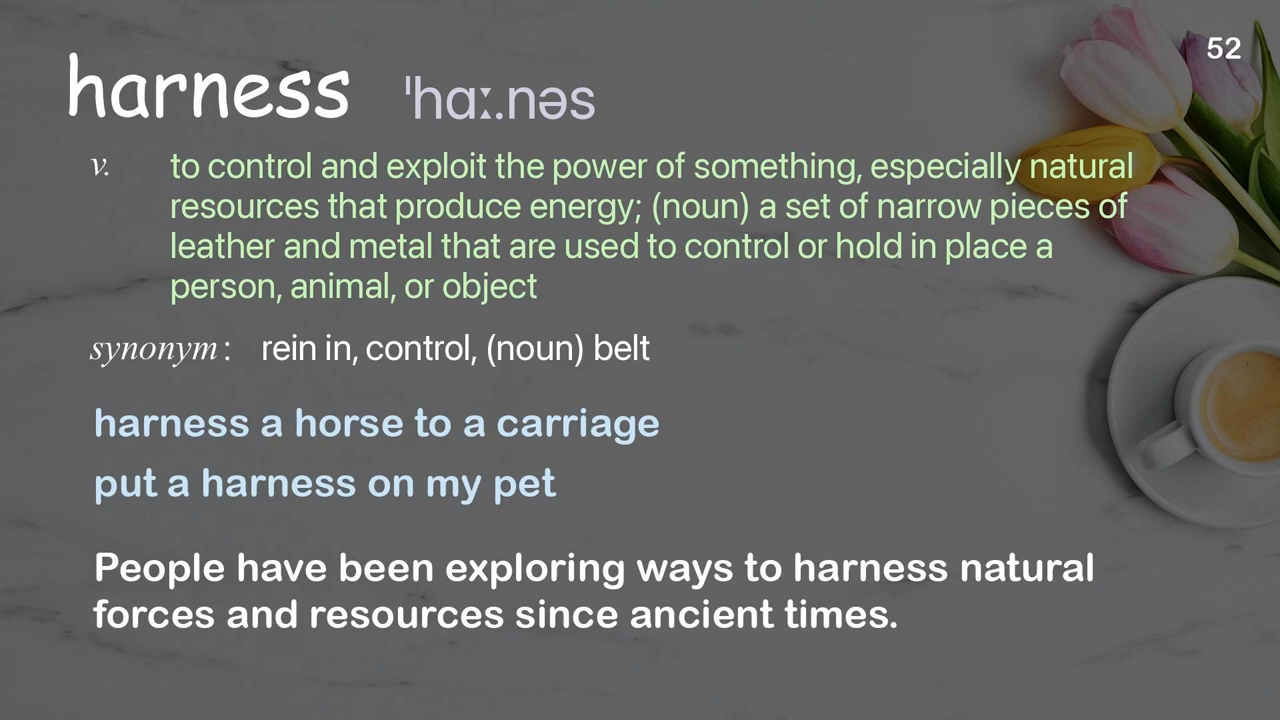 52
harness ˈhɑː.nəs
v. to control and exploit the power of something, especially natural
resources that produce energy; (noun) a set of narrow pieces of
leather and metal that are used to control or hold in place a
person, animal, or object
synonym: rein in, control, (noun) belt
harness a horse to a carriage
put a harness on my pet
People have been exploring ways to harness natural
forces and resources since ancient times.